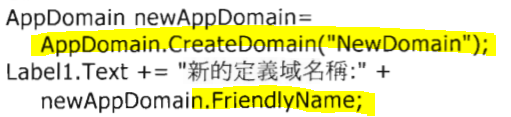 AppDomain newAppDomain=
AppDomain.CreateDomain("NewDomain");
Label1.Text += "新的定義域名稱:" +
newAppDomain.FriendlyName;